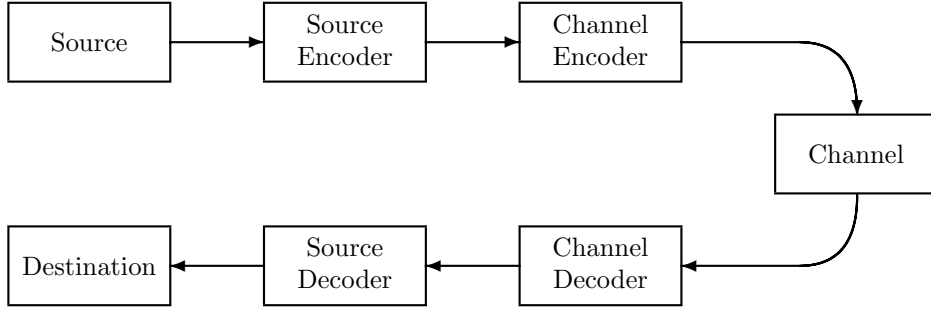 Source
Source
Encoder
Channel
Encoder
Channel
Destination
Source
Decoder
Channel
Decoder